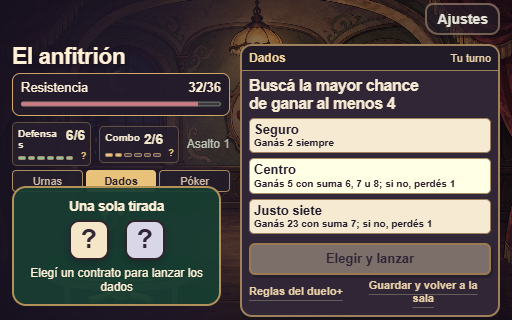 Ajustes
El anfitrión
Resistencia 32/36
Defensa
s 6/6
?
Combo 2/6
?
Asalto 1
Urnas Dados Póker
Una sola tirada
? ?
Elegí un contrato para lanzar los
dados
Dados Tu turno
Buscá la mayor chance
de ganar al menos 4
Seguro
Ganás 2 siempre
Centro
Ganás 5 con suma 6, 7 u 8; si no, perdés 1
Justo siete
Ganás 23 con suma 7; si no, perdés 1
Elegir y lanzar
Reglas del duelo+
Guardar y volver a la
sala